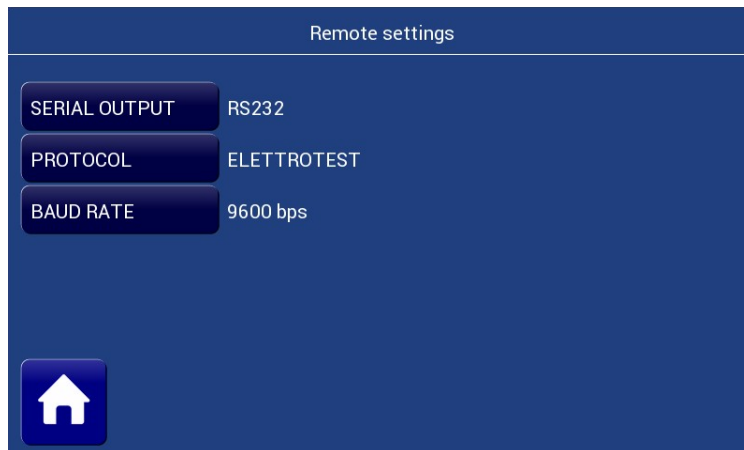 Remote settings
SERIAL OUTPUT RS232
PROTOCOL ELETTROTEST
BAUD RATE 9600 bps